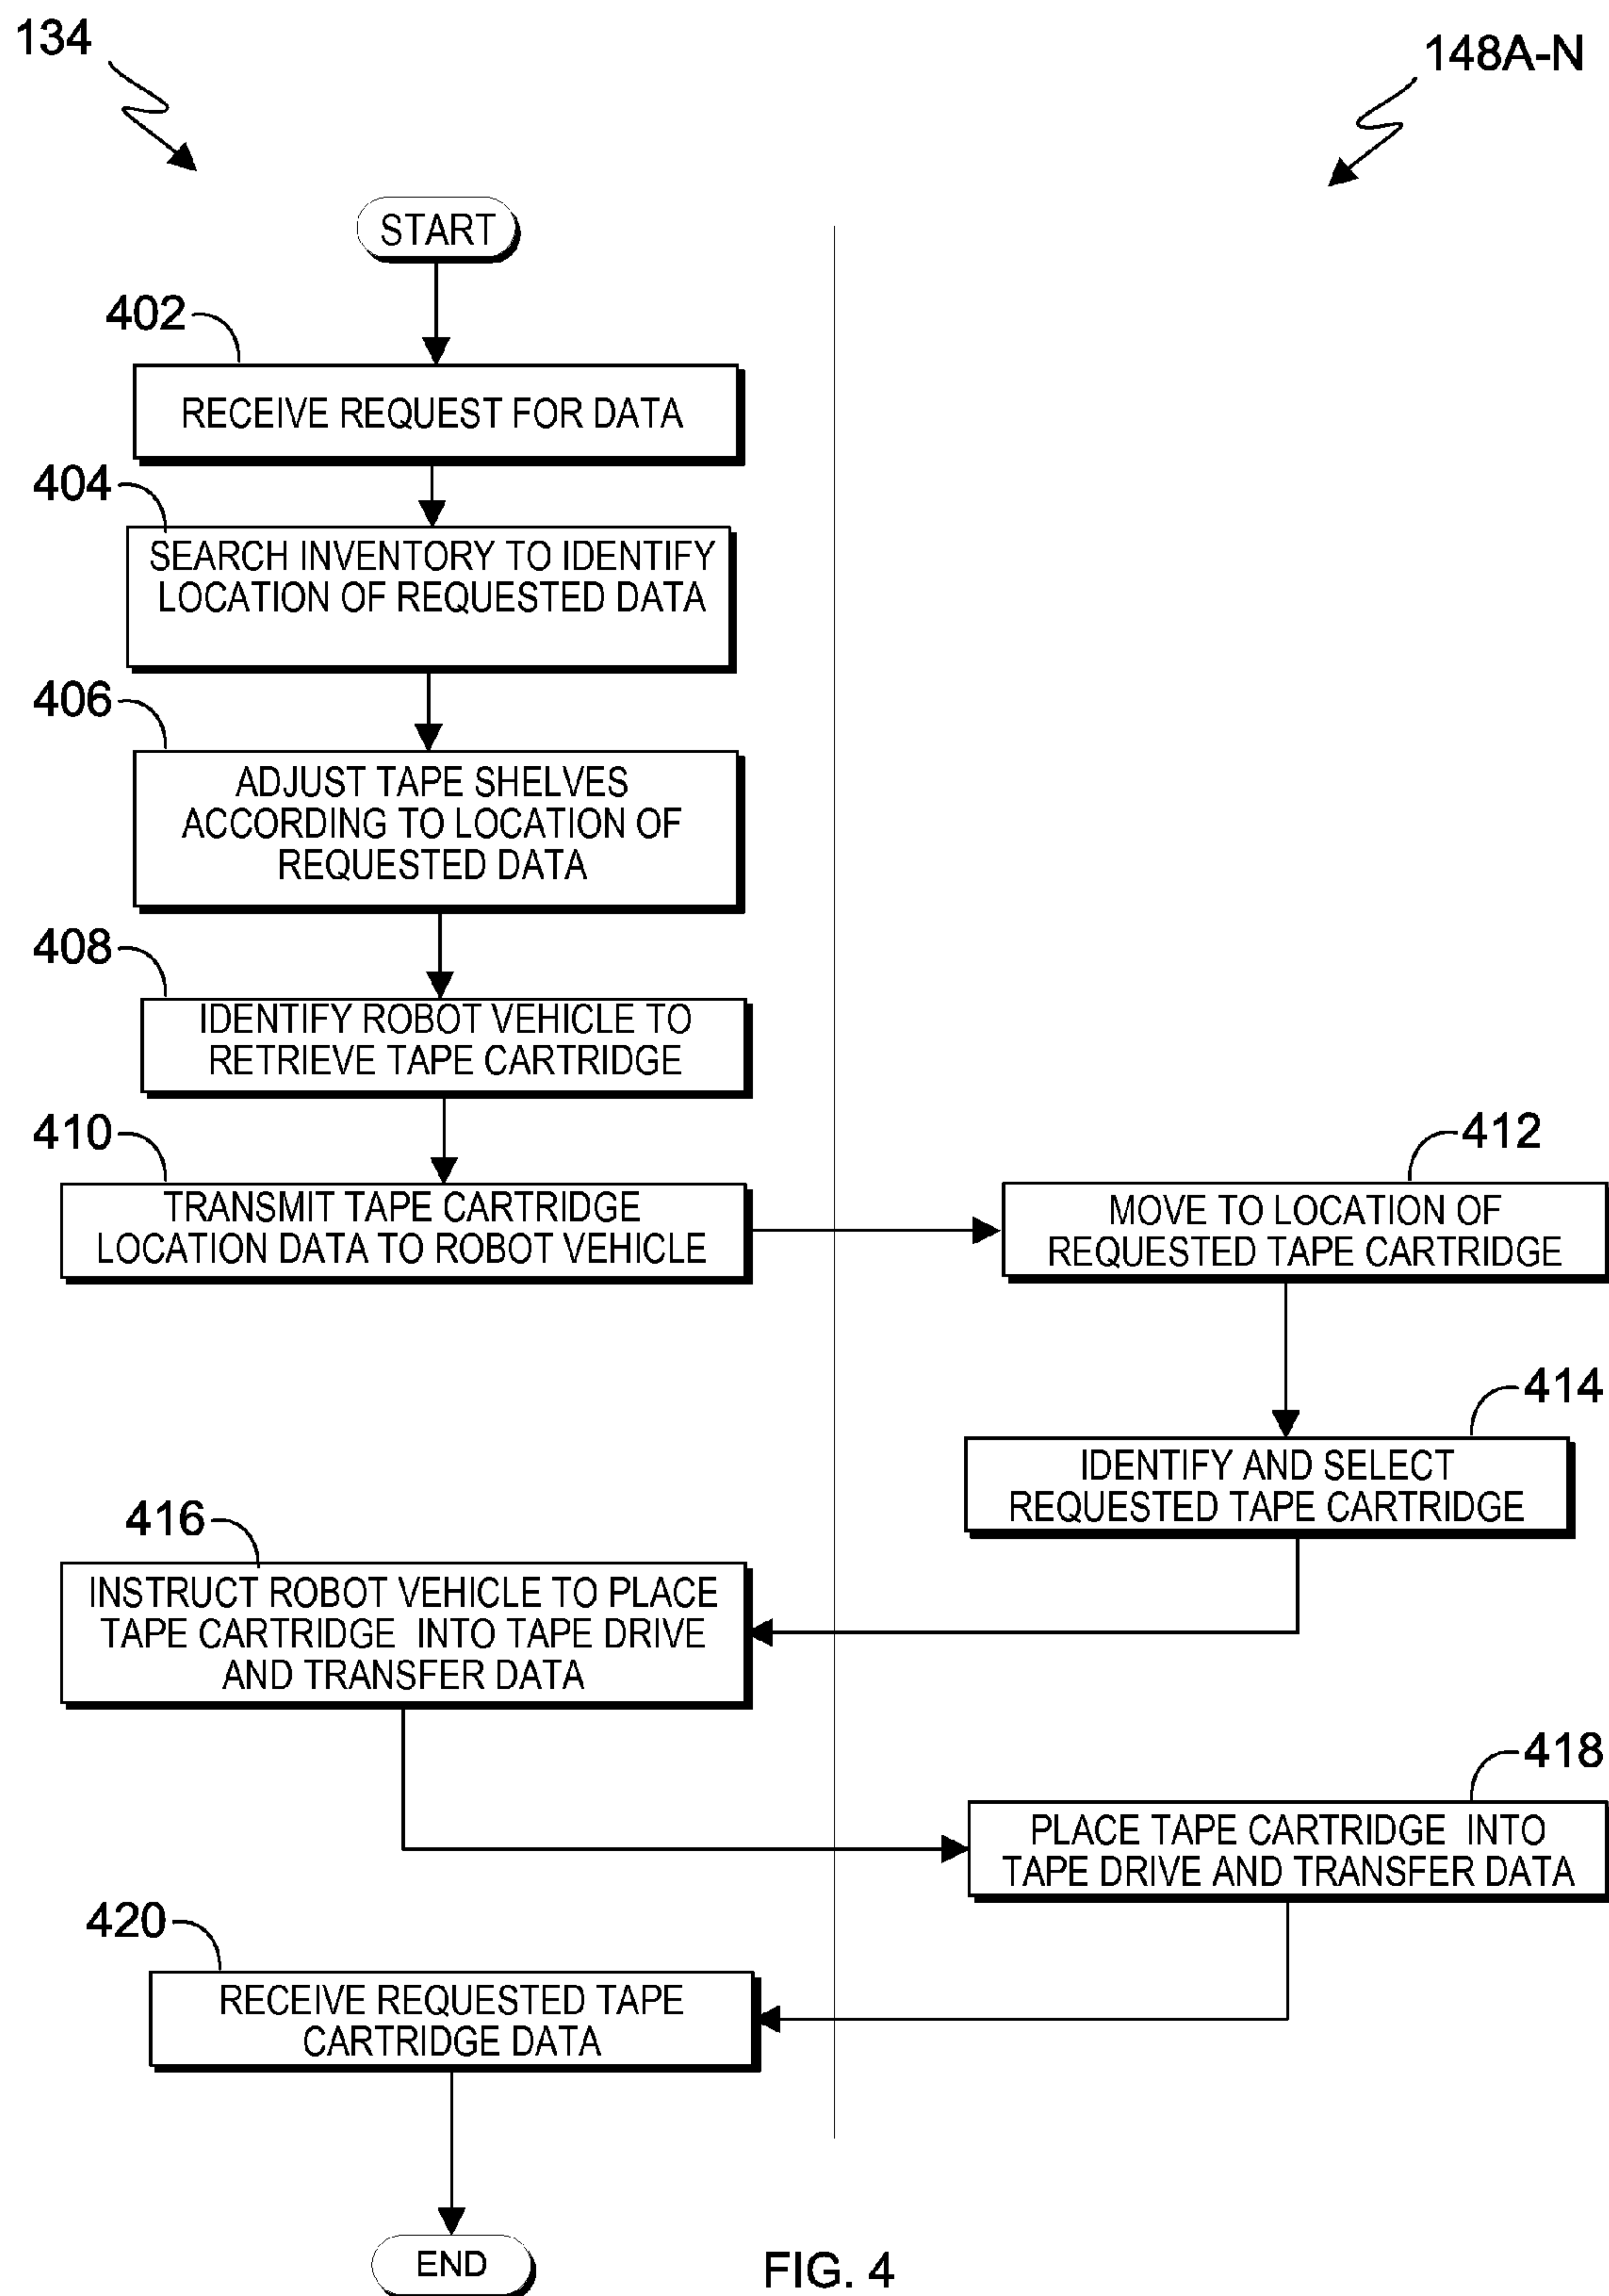 134
148A-N
START
402
RECEIVE REQUEST FOR DATA
404
SEARCH INVENTORY TO IDENTIFY
LOCATION OF REQUESTED DATA
406
ADJUST TAPE SHELVES
ACCORDING TO LOCATION OF
REQUESTED DATA
408
IDENTIFY ROBOT VEHICLE TO
RETRIEVE TAPE CARTRIDGE
410
TRANSMIT TAPE CARTRIDGE
LOCATION DATA TO ROBOT VEHICLE
412
MOVE TO LOCATION OF
REQUESTED TAPE CARTRIDGE
414
IDENTIFY AND SELECT
REQUESTED TAPE CARTRIDGE
416
INSTRUCT ROBOT VEHICLE TO PLACE
TAPE CARTRIDGE INTO TAPE DRIVE
AND TRANSFER DATA
418
PLACE TAPE CARTRIDGE INTO
TAPE DRIVE AND TRANSFER DATA
420
RECEIVE REQUESTED TAPE
CARTRIDGE DATA
END
FIG. 4